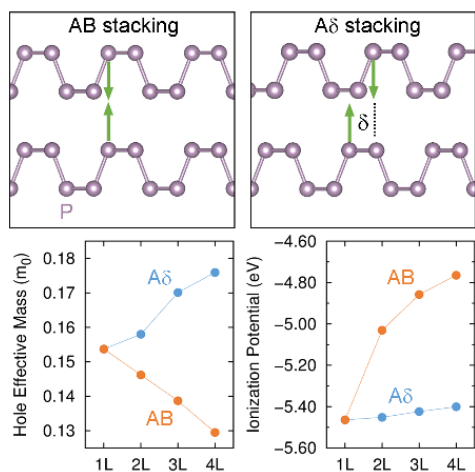 AB stacking
Aδ stacking
δ
P
Hole Effective Mass (m0)
0.18
0.17
0.16
0.15
0.14
0.13
Aδ
AB
1L 2L 3L 4L
Ionization Potential (eV)
-4.60
-4.80
-5.00
-5.20
-5.40
-5.60
AB
Aδ
1L 2L 3L 4L